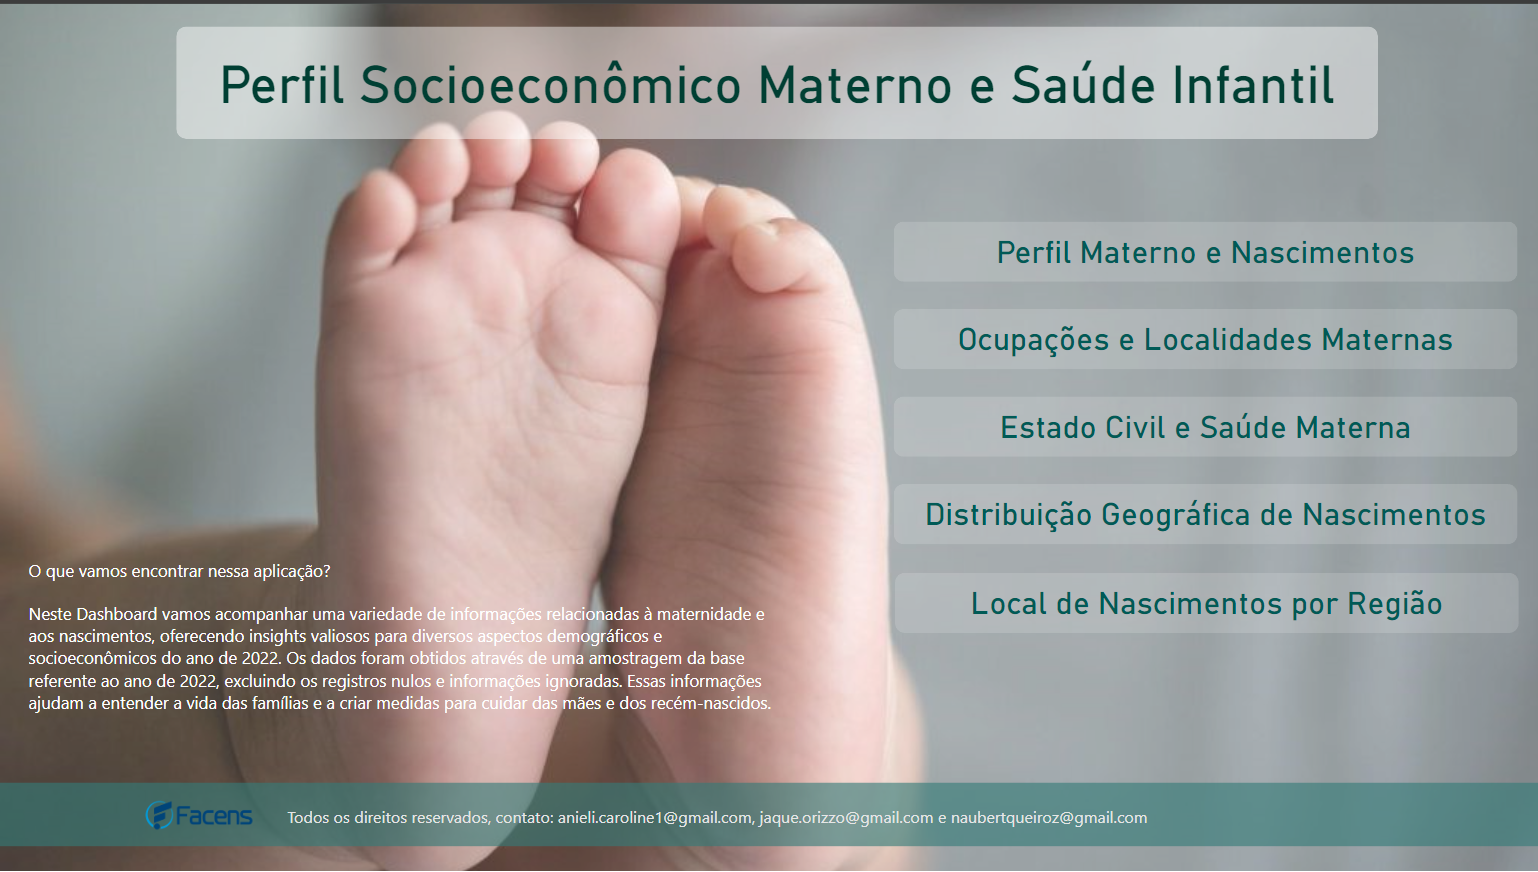 Perfil Socioeconômico Materno e Saúde Infantil
Perfil Materno e Nascimentos
Ocupações e Localidades Maternas
Estado Civil e Saúde Materna
Distribuição Geográfica de Nascimentos
Local de Nascimentos por Região
O que vamos encontrar nessa aplicação?
Neste Dashboard vamos acompanhar uma variedade de informações relacionadas à maternidade e
aos nascimentos, oferecendo insights valiosos para diversos aspectos demográficos e
socioeconômicos do ano de 2022. Os dados foram obtidos através de uma amostragem da base
referente ao ano de 2022, excluindo os registros nulos e informações ignoradas. Essas informações
ajudam a entender a vida das famílias e a criar medidas para cuidar das mães e dos recém-nascidos.
Facens
Todos os direitos reservados, contato: anieli.caroline1@gmail.com, jaque.orizzo@gmail.com e naubertqueiroz@gmail.com